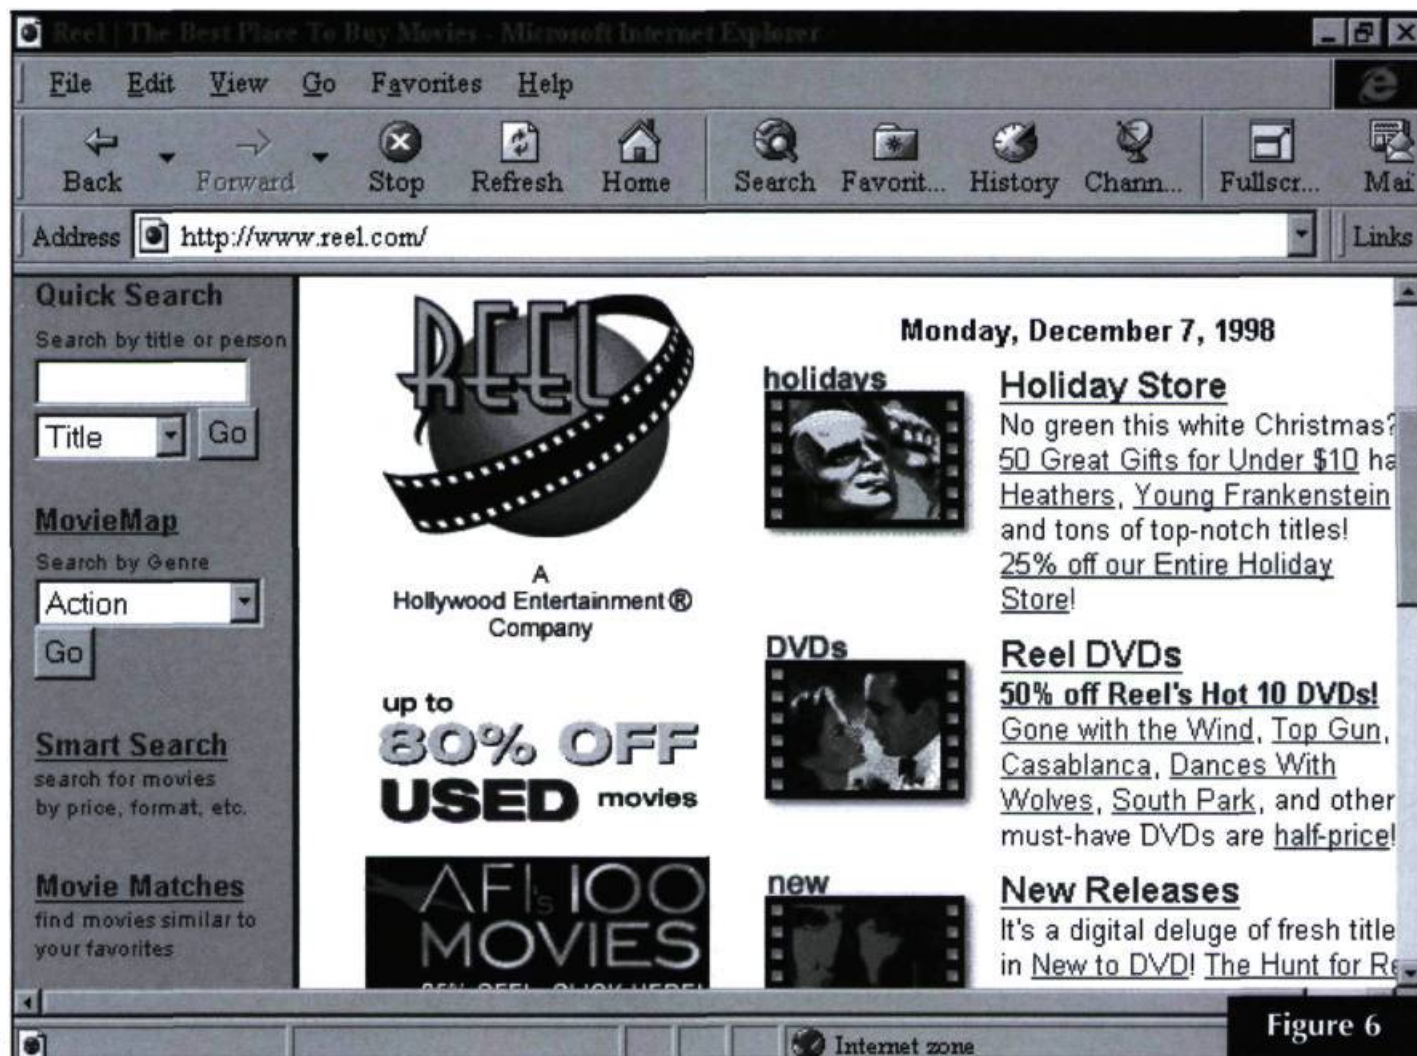 Reel | The Best Place To Buy Movies - Microsoft Internet Explorer
File Edit View Go Favorites Help
Back Forward Stop Refresh Home Search Favorit... History Chann... Fullscr... Mai
Address http://www.reel.com/ Links
Quick Search
Search by title or person
Title Go
MovieMap
Search by Genre
Action
Go
Smart Search
search for movies
by price, format, etc.
Movie Matches
find movies similar to
your favorites
REEL
A
Hollywood Entertainment®
Company
up to
80% OFF
USED movies
AFI's 100
MOVIES
Monday, December 7, 1998
holidays
Holiday Store
No green this white Christmas?
50 Great Gifts for Under $10 ha
Heathers, Young Frankenstein
and tons of top-notch titles!
25% off our Entire Holiday
Store!
DVDs
Reel DVDs
50% off Reel's Hot 10 DVDs!
Gone with the Wind, Top Gun,
Casablanca, Dances With
Wolves, South Park, and other
must-have DVDs are half-price!
new
New Releases
It's a digital deluge of fresh title
in New to DVD! The Hunt for Re
Internet zone
Figure 6